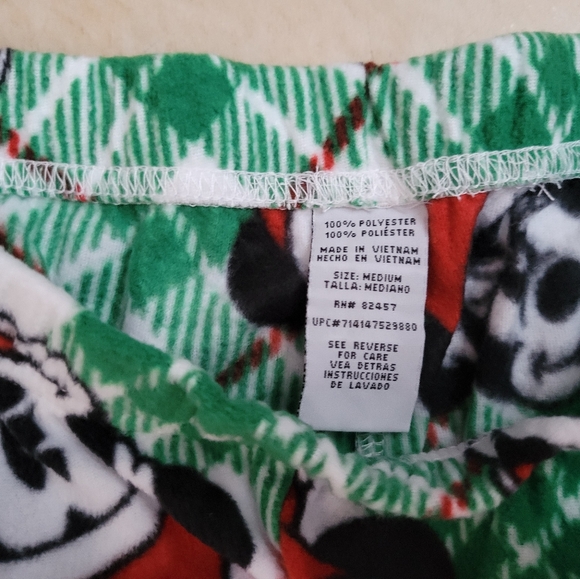 100% POLYESTER
100% POLIÉSTER
MADE IN VIETNAM
HECHO EN VIETNAM
SIZE: MEDIUM
TALLA: MEDIANO
RN# 82457
UPC#714147529880
SEE REVERSE
FOR CARE
VEA DETRAS
INSTRUCCIONES
DE LAVADO